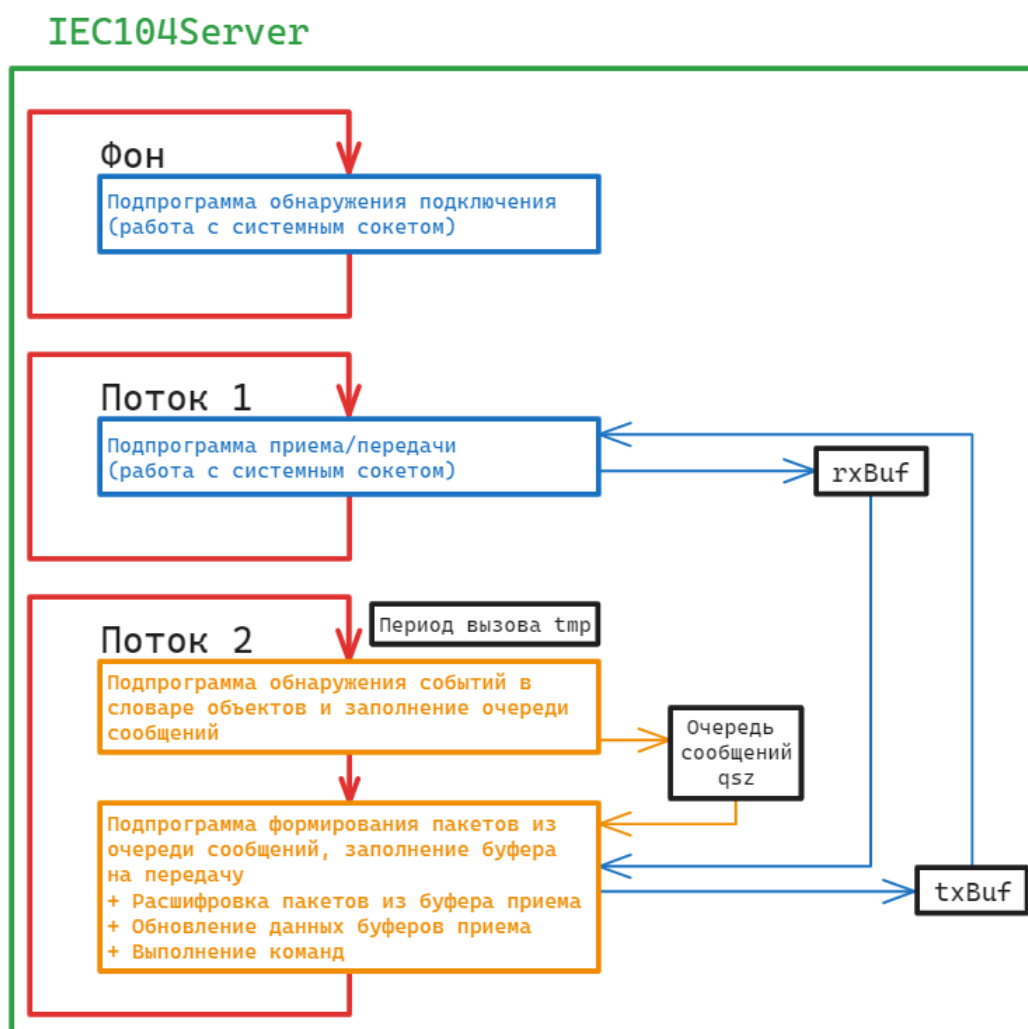 IEC104Server
Фон
Подпрограмма обнаружения подключения
(работа с системным сокетом)
Поток 1
Подпрограмма приема/передачи
(работа с системным сокетом)
rxBuf
Поток 2
Период вызова tmp
Подпрограмма обнаружения событий в
словаре объектов и заполнение очереди
сообщений
Очередь
сообщений
qsz
Подпрограмма формирования пакетов из
очереди сообщений, заполнение буфера
на передачу
+ Расшифровка пакетов из буфера приема
+ Обновление данных буферов приема
+ Выполнение команд
txBuf